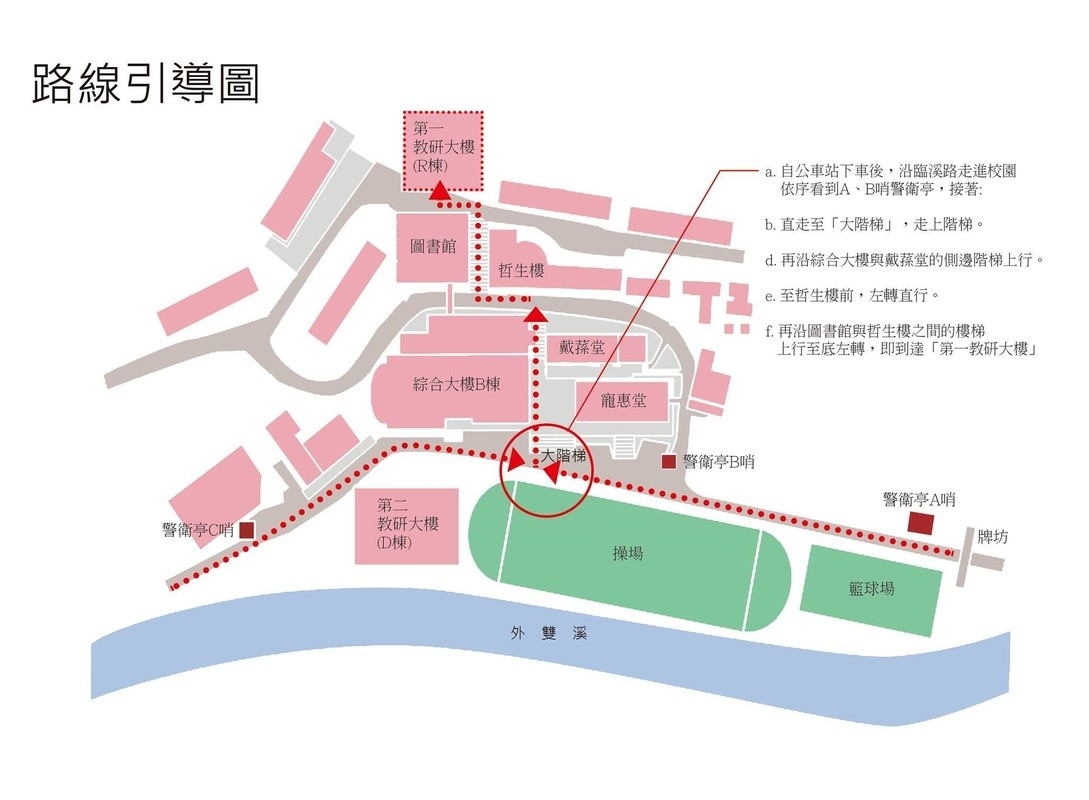 路線引導圖
第一
教研大樓
(R棟)
a. 自公車站下車後，沿臨溪路走進校園
依序看到A、B哨警衛亭，接著:
b. 直走至「大階梯」，走上階梯。
d. 再沿綜合大樓與戴蓀堂的側邊階梯上行。
e. 至哲生樓前，左轉直行。
f. 再沿圖書館與哲生樓之間的樓梯
上行至底左轉，即到達「第一教研大樓」
圖書館
哲生樓
戴蓀堂
綜合大樓B棟
寵惠堂
大階梯
警衛亭B哨
警衛亭A哨
牌坊
第二
教研大樓
(D棟)
警衛亭C哨
操場
籃球場
外雙溪